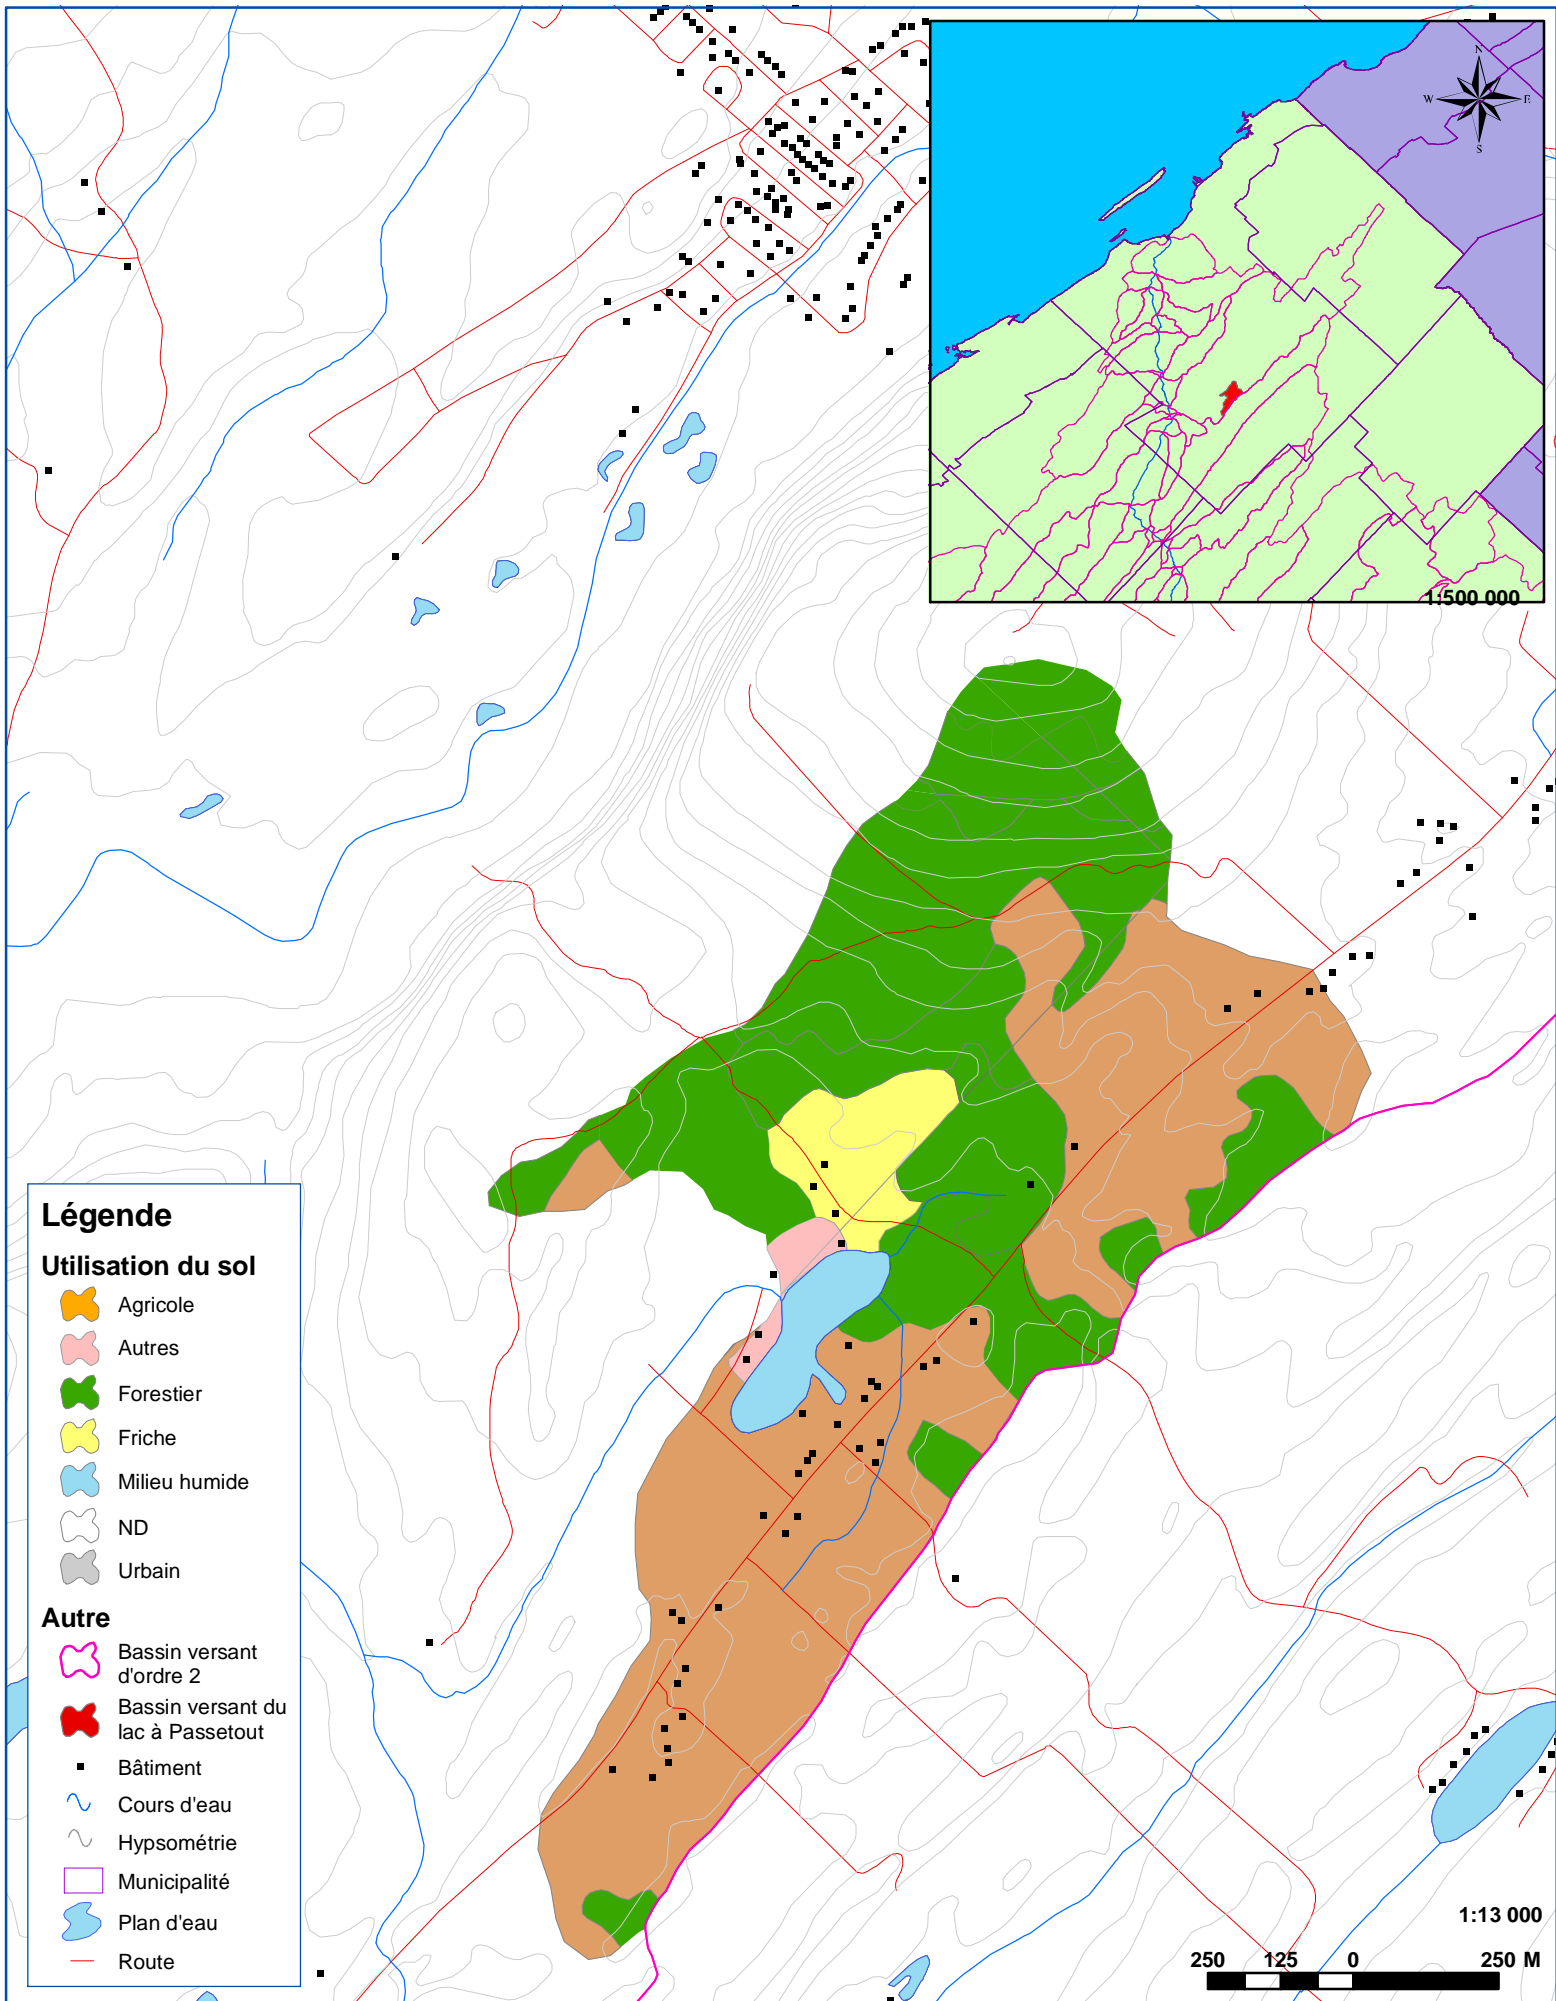 N
W
E
S
1:500 000
Légende
Utilisation du sol
Agricole
Autres
Forestier
Friche
Milieu humide
ND
Urbain
Autre
Bassin versant
d'ordre 2
Bassin versant du
lac à Passetout
Bâtiment
Cours d'eau
Hypsométrie
Municipalité
Plan d'eau
Route
1:13 000
250 125 0 250 M